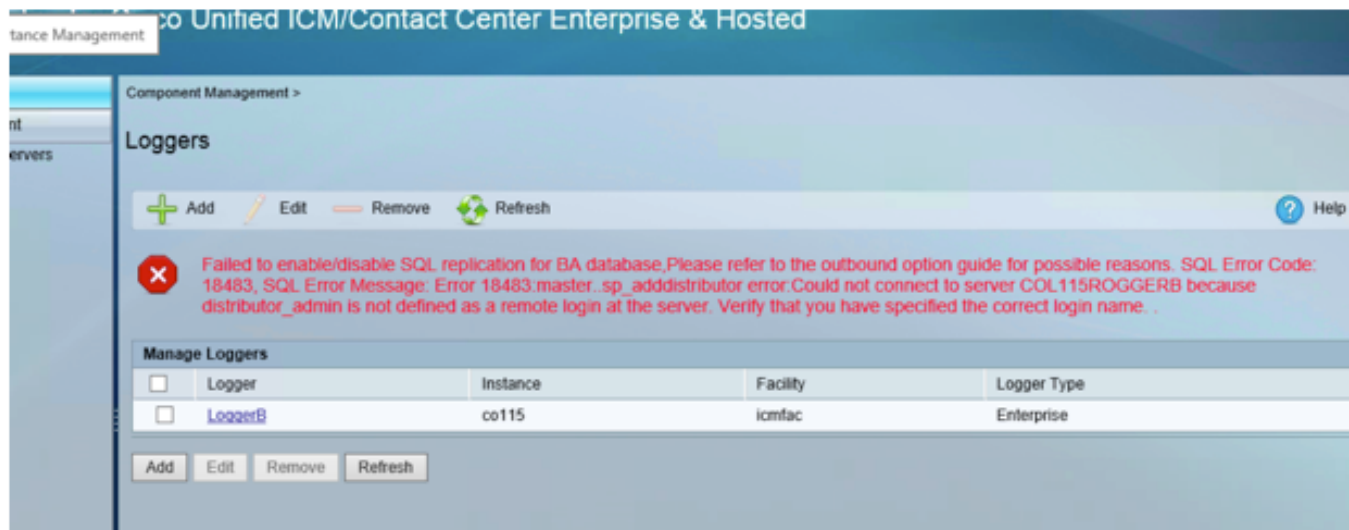 co Unified ICM/Contact Center Enterprise & Hosted
tance Management
nt
ervers
Component Management >
Loggers
Add Edit Remove Refresh Help
Failed to enable/disable SQL replication for BA database,Please refer to the outbound option guide for possible reasons. SQL Error Code:
18483, SQL Error Message: Error 18483:master..sp_adddistributor error:Could not connect to server COL115ROGGERB because
distributor_admin is not defined as a remote login at the server. Verify that you have specified the correct login name. .
Manage Loggers
Logger Instance Facility Logger Type
LoggerB co115 icmfac Enterprise
Add Edit Remove Refresh